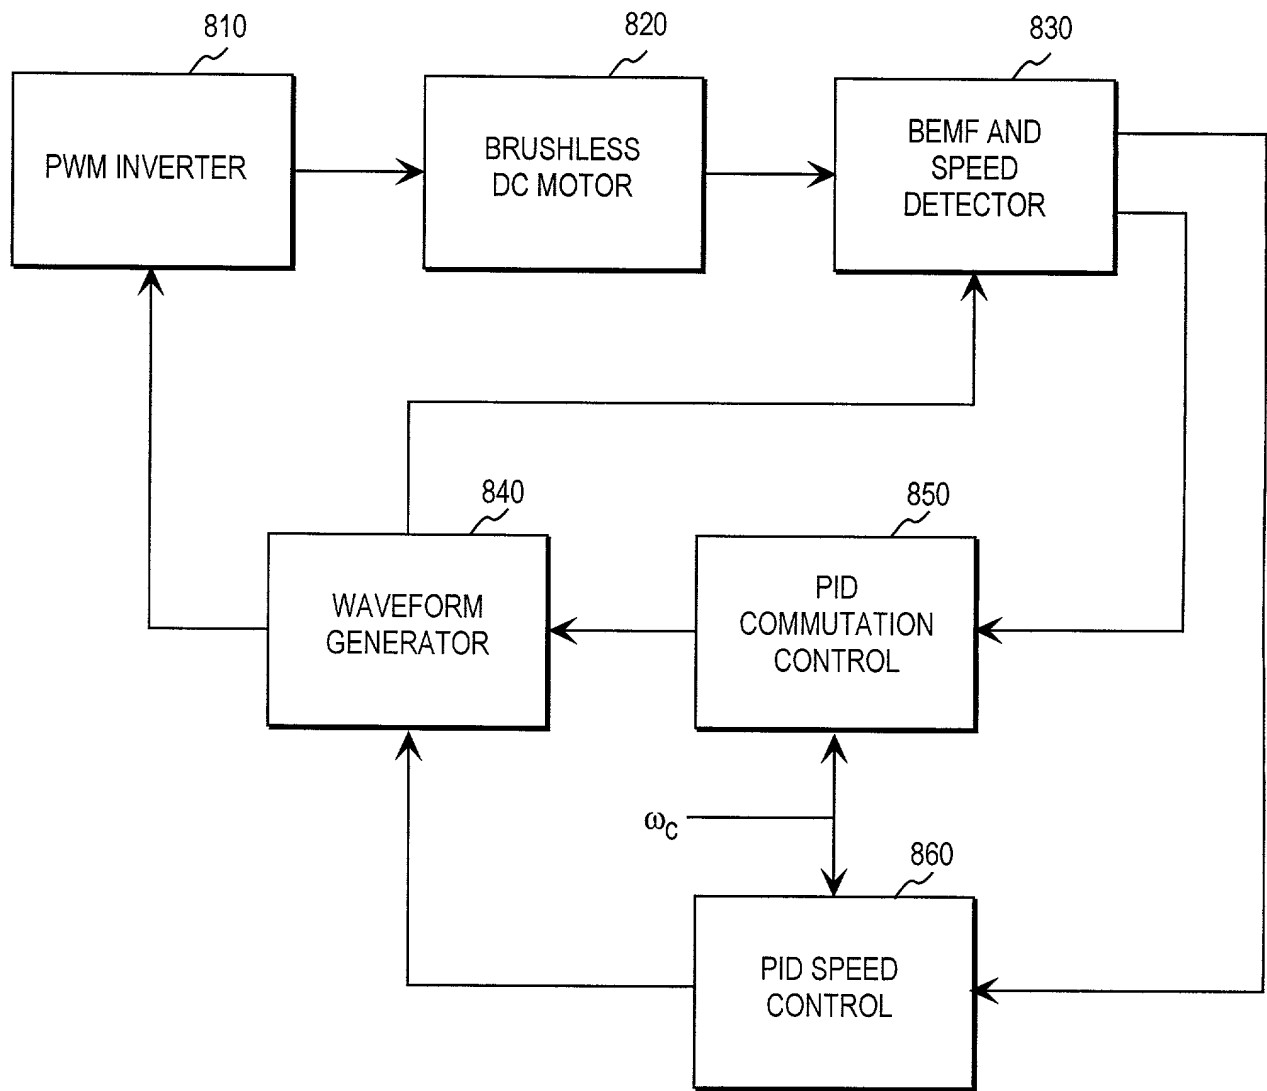 810
820
830
PWM INVERTER
BRUSHLESS
DC MOTOR
BEMF AND
SPEED
DETECTOR
840
850
WAVEFORM
GENERATOR
PID
COMMUTATION
CONTROL
ωC
860
PID SPEED
CONTROL